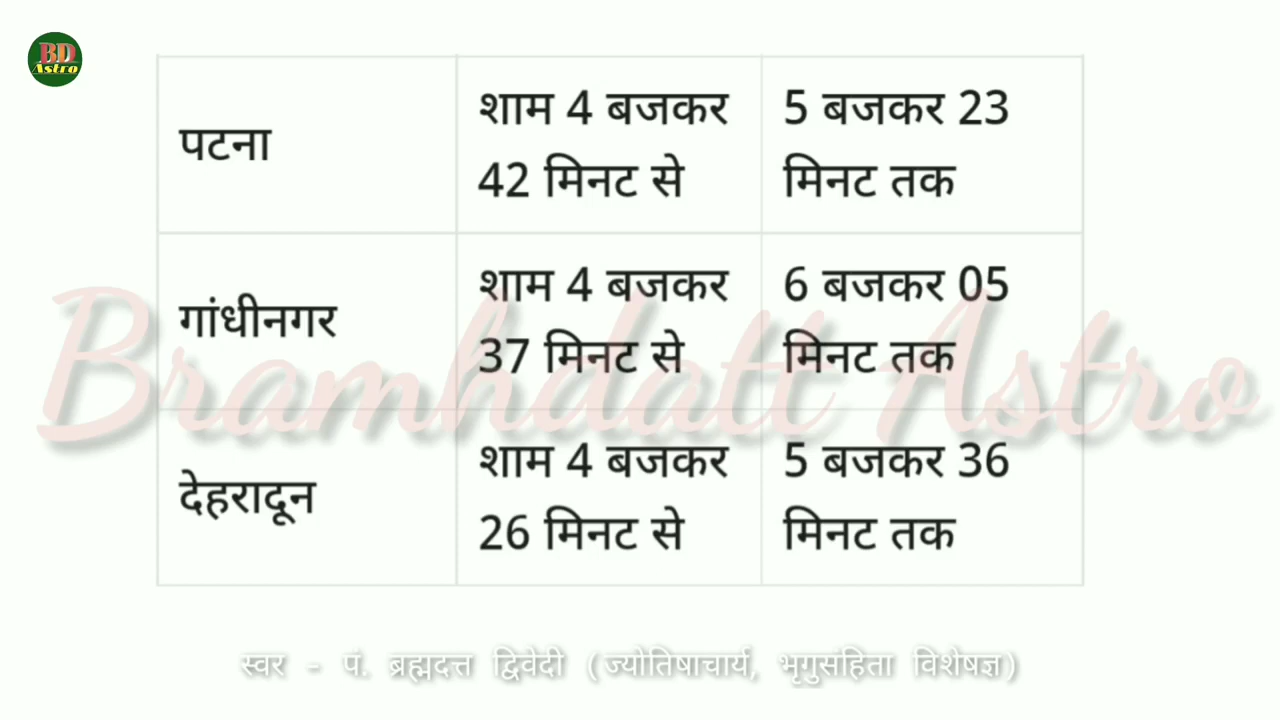 BD
Astro
पटना
शाम 4 बजकर
42 मिनट से
5 बजकर 23
मिनट तक
गांधीनगर
शाम 4 बजकर
37 मिनट से
6 बजकर 05
मिनट तक
देहरादून
शाम 4 बजकर
26 मिनट से
5 बजकर 36
मिनट तक
Bramhdatt Astro
स्वर - पं. ब्रह्मदत्त द्विवेदी (ज्योतिषाचार्य, भृगुसंहिता विशेषज्ञ)